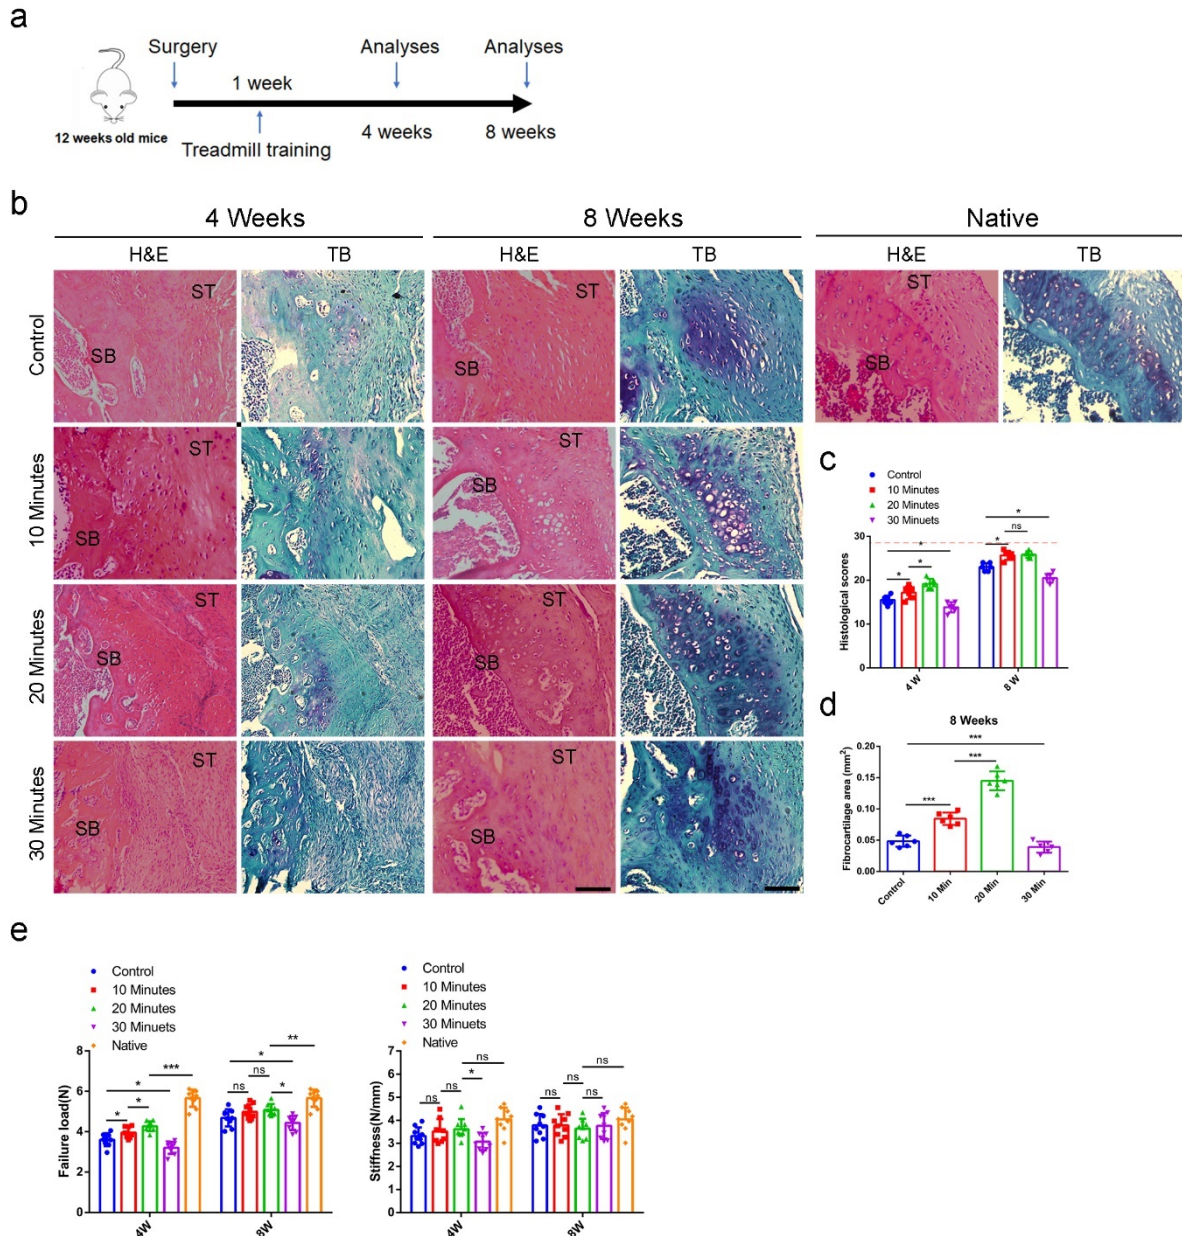 a
Surgery
Analyses
Analyses
1 week
12 weeks old mice
4 weeks
8 weeks
Treadmill training
b
4 Weeks
8 Weeks
Native
H&E
TB
H&E
TB
H&E
TB
Control
ST
SB
ST
SB
ST
SB
10 Minutes
ST
SB
ST
SB
20 Minutes
ST
SB
ST
SB
30 Minutes
ST
SB
ST
SB
c
Control
10 Minutes
20 Minutes
30 Minuets
Histological scores
30
20
10
0
*
*
*
*
ns
*
4 W
8 W
d
8 Weeks
Fibrocartilage area (mm2)
0.20
0.15
0.10
0.05
0.00
***
***
***
Control
10 Min
20 Min
30 Min
e
Control
10 Minutes
20 Minutes
30 Minuets
Native
Failure load(N)
8
6
4
2
0
***
*
*
*
**
*
ns
ns
*
4W
8W
Control
10 Minutes
20 Minutes
30 Minuets
Native
Stiffness(N/mm)
7
6
5
4
3
2
1
0
ns
ns
*
ns
ns
ns
ns
ns
4W
8W